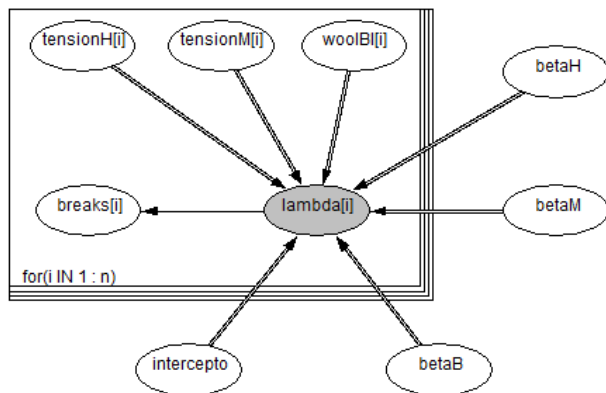 tensionH[i]
tensionM[i]
woolBl[i]
betaH
breaks[i]
lambda[i]
betaM
for(i IN 1 : n)
intercepto
betaB